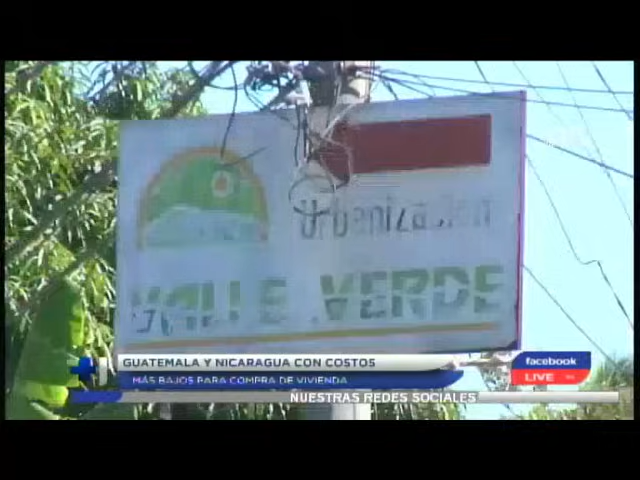 Urbanización
VALLE VERDE
GUATEMALA Y NICARAGUA CON COSTOS
MÁS BAJOS PARA COMPRA DE VIVIENDA
facebook
LIVE
NUESTRAS REDES SOCIALES